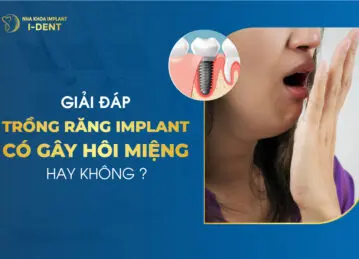 NHA KHOA IMPLANT
I-DENT
GIẢI ĐÁP
TRỒNG RĂNG IMPLANT
CÓ GÂY HÔI MIỆNG
HAY KHÔNG ?